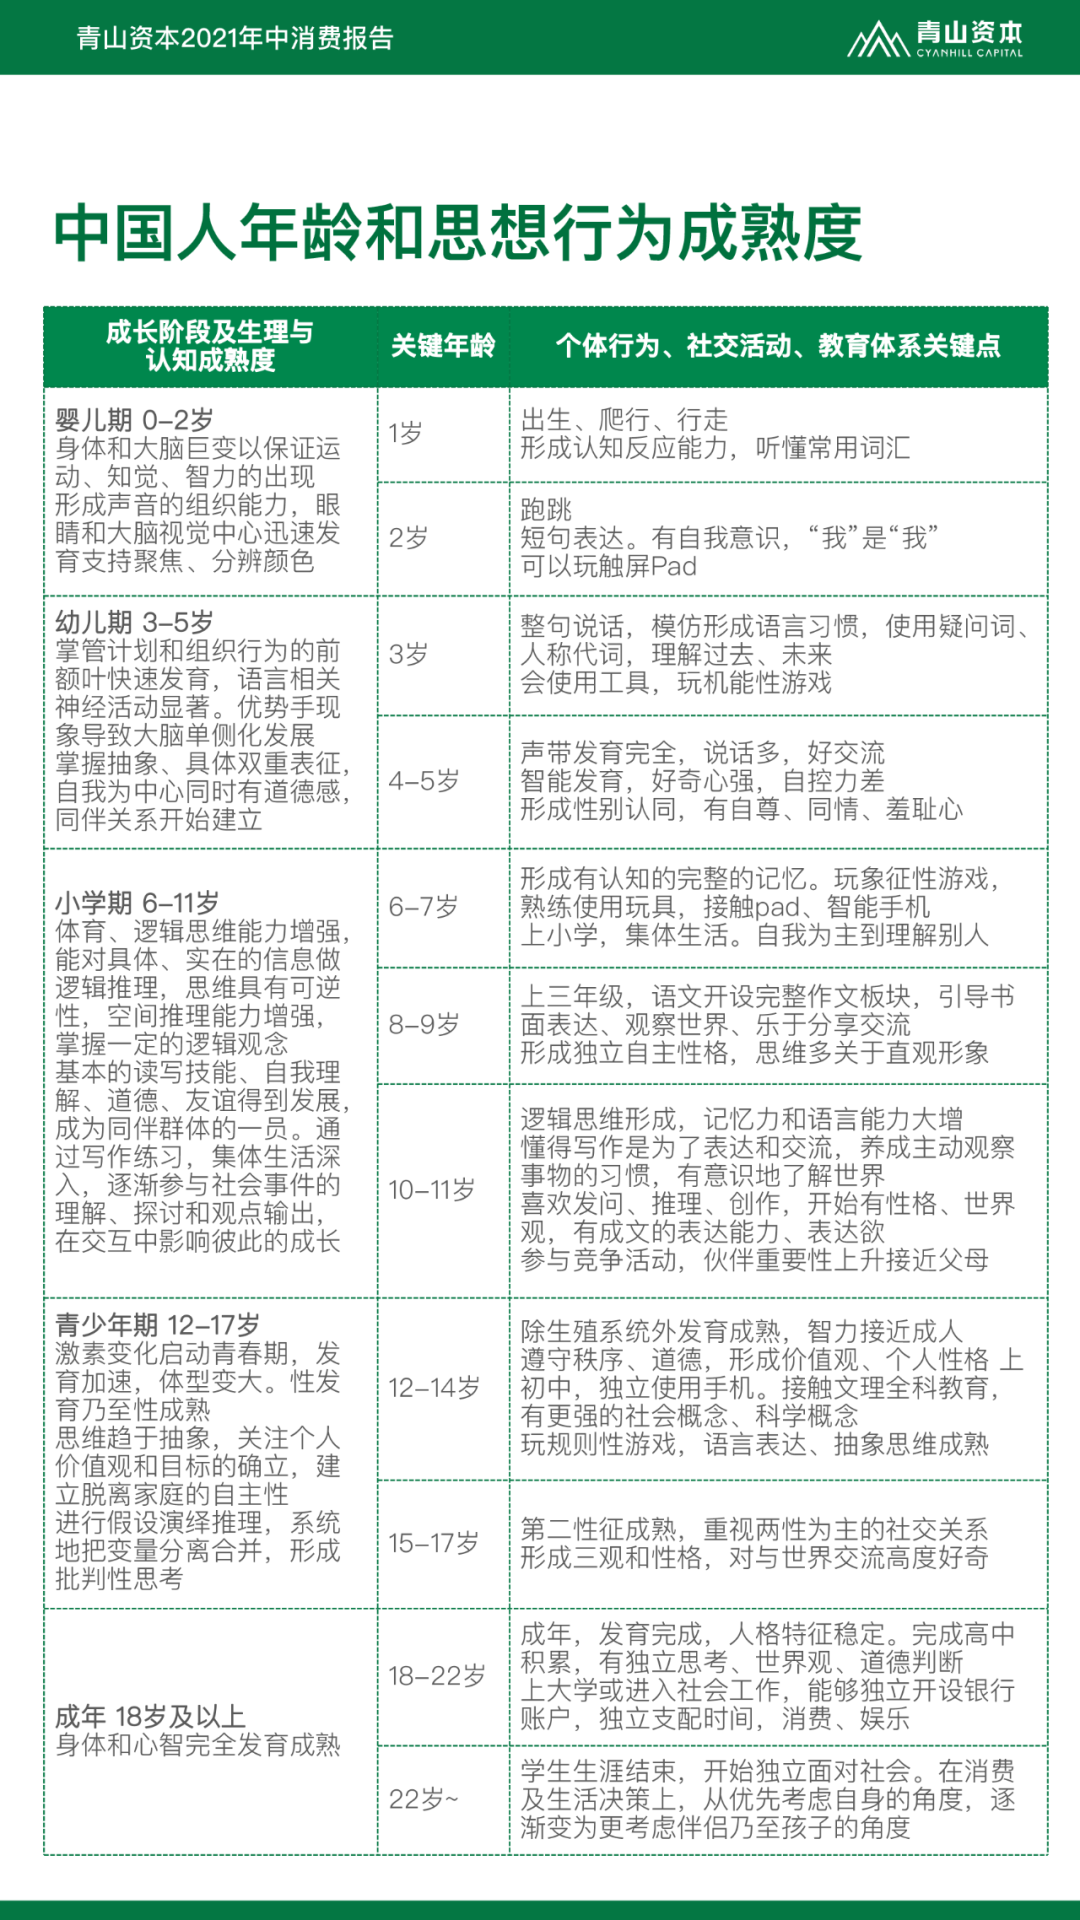 青山资本2021年中消费报告
青山资本
CYANHILL CAPITAL
中国人年龄和思想行为成熟度
成长阶段及生理与
认知成熟度
关键年龄
个体行为、社交活动、教育体系关键点
婴儿期 0-2岁
身体和大脑巨变以保证运
动、知觉、智力的出现
形成声音的组织能力，眼
睛和大脑视觉中心迅速发
育支持聚焦、分辨颜色
1岁
出生、爬行、行走
形成认知反应能力，听懂常用词汇
2岁
跑跳
短句表达。有自我意识，“我”是“我”
可以玩触屏Pad
幼儿期 3-5岁
掌管计划和组织行为的前
额叶快速发育，语言相关
神经活动显著。优势手现
象导致大脑单侧化发展
掌握抽象、具体双重表征，
自我为中心同时有道德感，
同伴关系开始建立
3岁
整句说话，模仿形成语言习惯，使用疑问词、
人称代词，理解过去、未来
会使用工具，玩机能性游戏
4-5岁
声带发育完全，说话多，好交流
智能发育，好奇心强，自控力差
形成性别认同，有自尊、同情、羞耻心
小学期 6-11岁
体育、逻辑思维能力增强，
能对具体、实在的信息做
逻辑推理，思维具有可逆
性，空间推理能力增强，
掌握一定的逻辑观念
基本的读写技能、自我理
解、道德、友谊得到发展，
成为同伴群体的一员。通
过写作练习，集体生活深
入，逐渐参与社会事件的
理解、探讨和观点输出，
在交互中影响彼此的成长
6-7岁
形成有认知的完整的记忆。玩象征性游戏，
熟练使用玩具，接触pad、智能手机
上小学，集体生活。自我为主到理解别人
8-9岁
上三年级，语文开设完整作文板块，引导书
面表达、观察世界、乐于分享交流
形成独立自主性格，思维多关于直观形象
10-11岁
逻辑思维形成，记忆力和语言能力大增
懂得写作是为了表达和交流，养成主动观察
事物的习惯，有意识地了解世界
喜欢发问、推理、创作，开始有性格、世界
观，有成文的表达能力、表达欲
参与竞争活动，伙伴重要性上升接近父母
青少年期 12-17岁
激素变化启动青春期，发
育加速，体型变大。性发
育乃至性成熟
思维趋于抽象，关注个人
价值观和目标的确立，建
立脱离家庭的自主性
进行假设演绎推理，系统
地把变量分离合并，形成
批判性思考
12-14岁
除生殖系统外发育成熟，智力接近成人
遵守秩序、道德，形成价值观、个人性格 上
初中，独立使用手机。接触文理全科教育，
有更强的社会概念、科学概念
玩规则性游戏，语言表达、抽象思维成熟
15-17岁
第二性征成熟，重视两性为主的社交关系
形成三观和性格，对与世界交流高度好奇
成年 18岁及以上
身体和心智完全发育成熟
18-22岁
成年，发育完成，人格特征稳定。完成高中
积累，有独立思考、世界观、道德判断
上大学或进入社会工作，能够独立开设银行
账户，独立支配时间，消费、娱乐
22岁~
学生生涯结束，开始独立面对社会。在消费
及生活决策上，从优先考虑自身的角度，逐
渐变为更考虑伴侣乃至孩子的角度